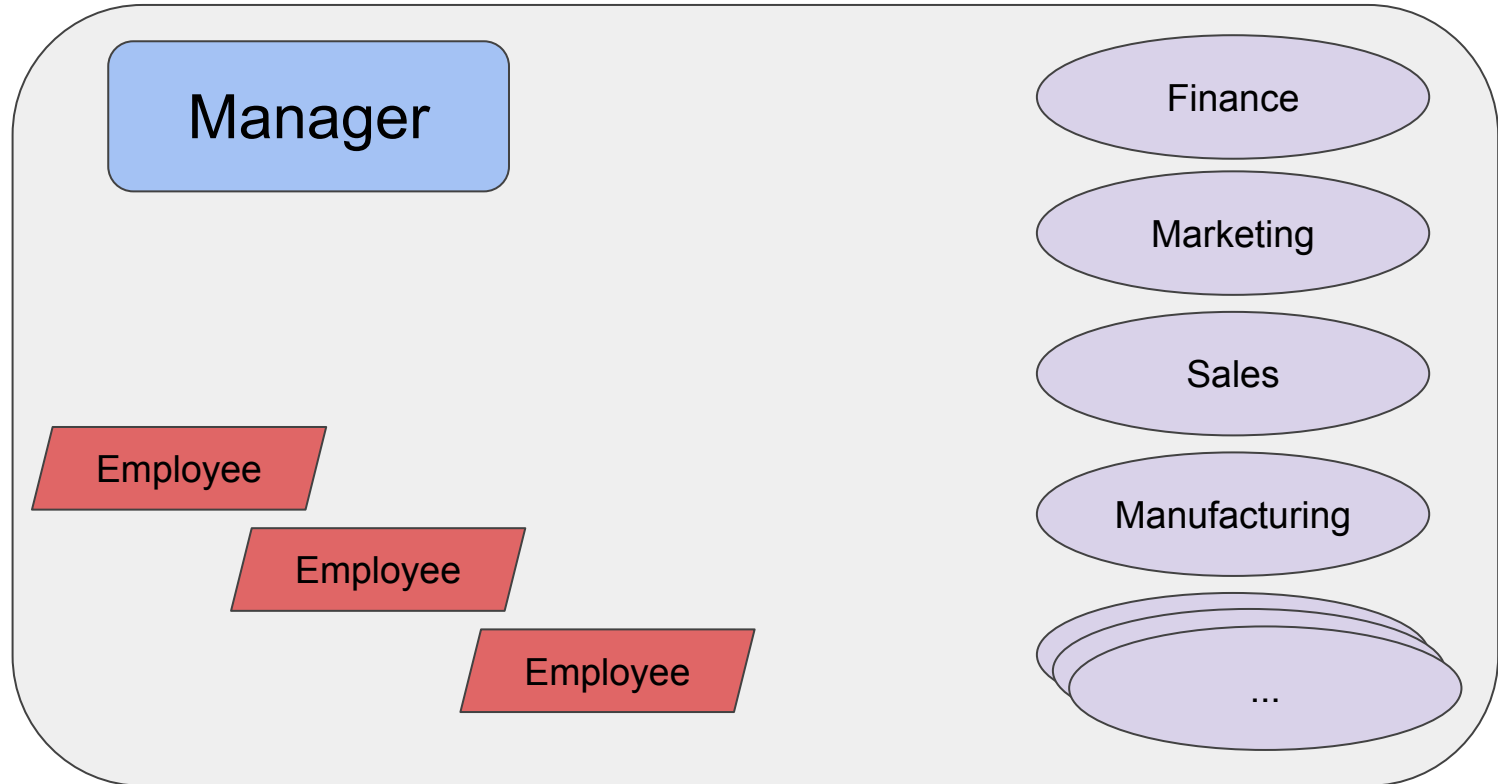 Manager
Finance
Marketing
Sales
Manufacturing
...
Employee
Employee
Employee